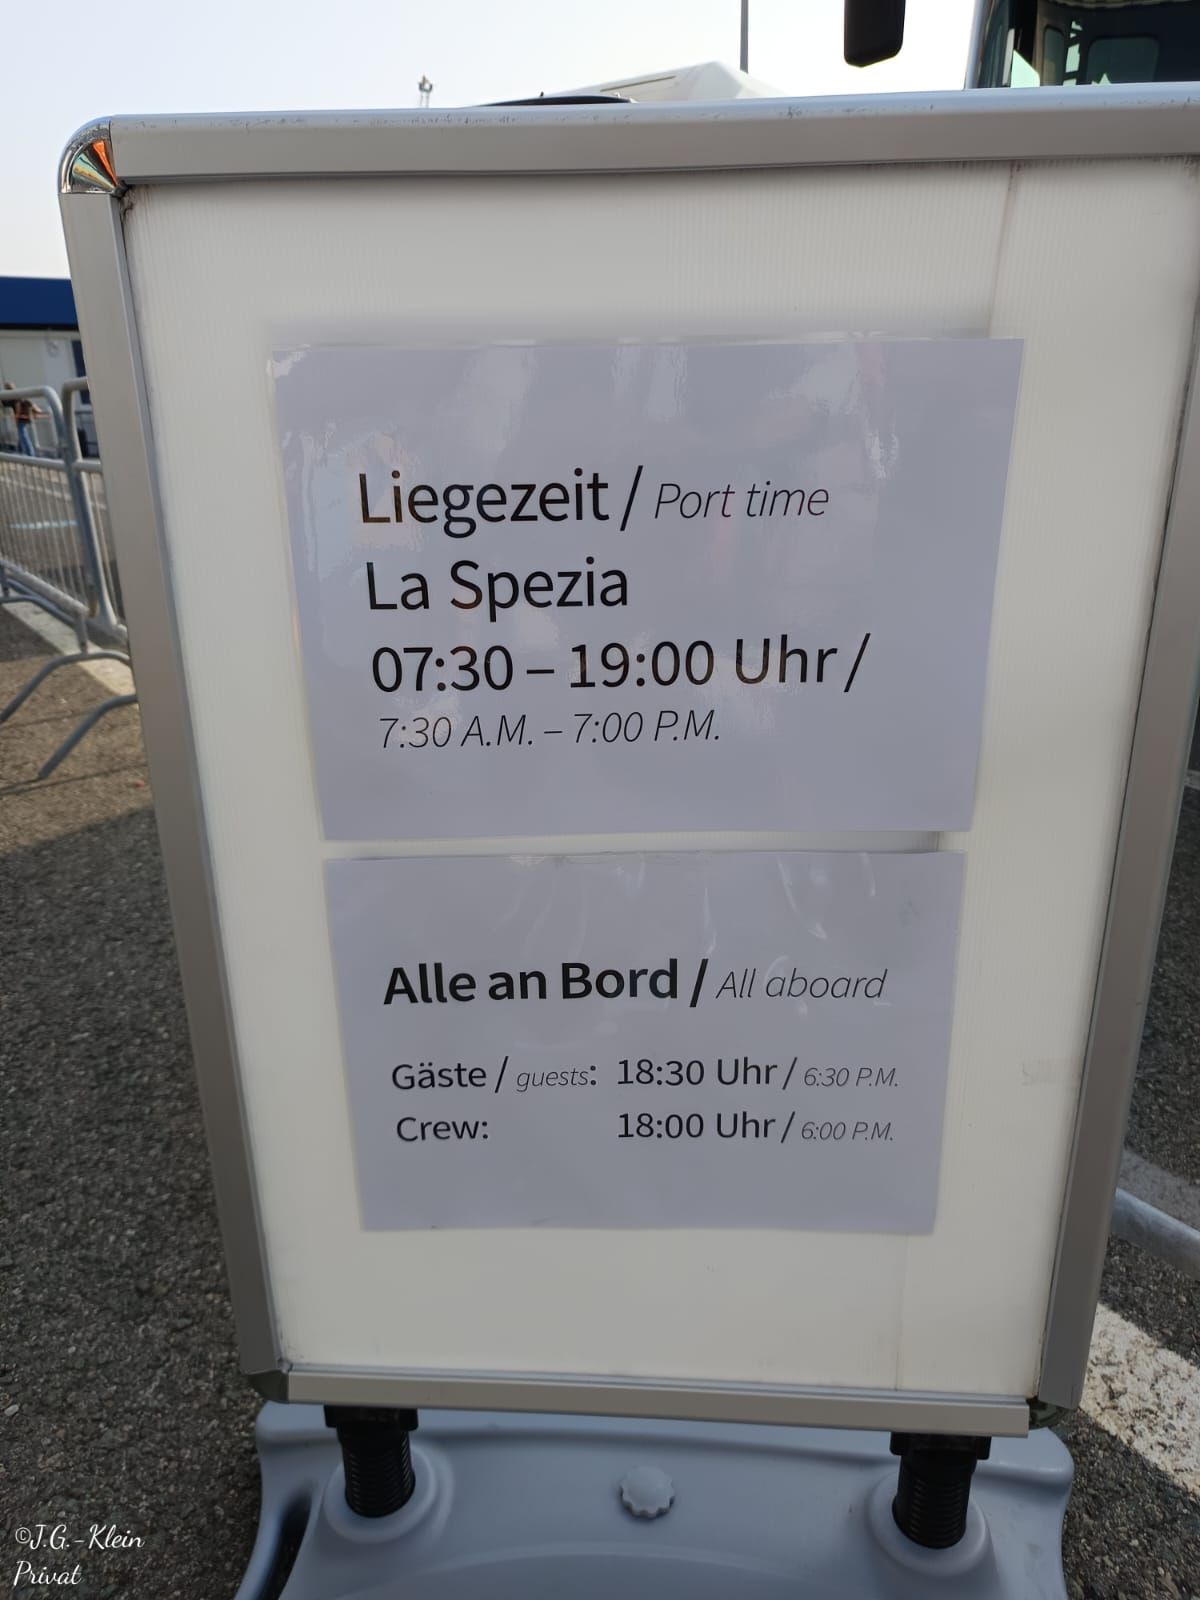 Liegezeit / Port time
La Spezia
07:30 – 19:00 Uhr /
7:30 A.M. – 7:00 P.M.
Alle an Bord / All aboard
Gäste / guests: 18:30 Uhr / 6:30 P.M.
Crew: 18:00 Uhr / 6:00 P.M.
©J.G.-Klein
Privat